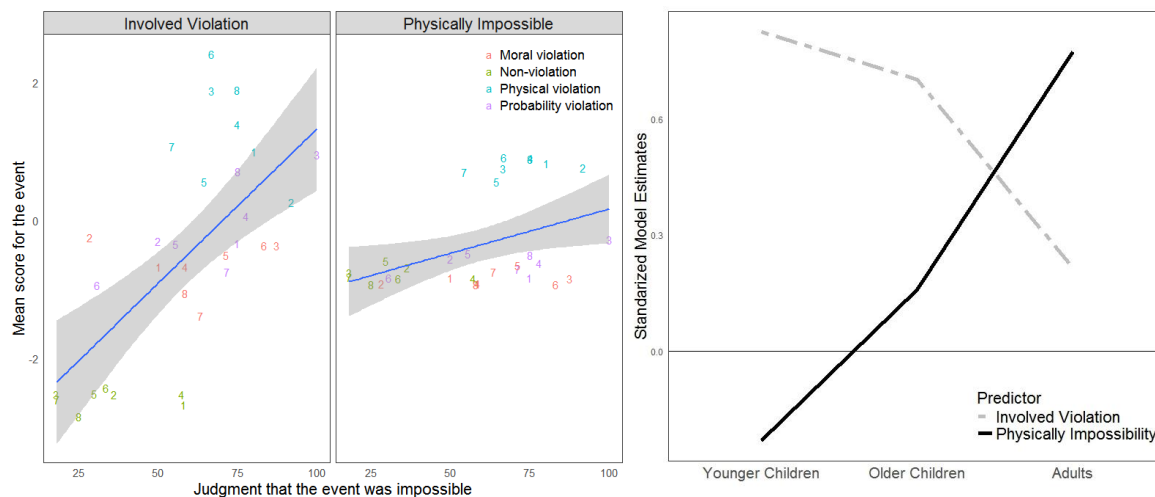 Involved Violation
Physically Impossible
a Moral violation
a Non-violation
a Physical violation
a Probability violation
Mean score for the event
2
0
-2
25 50 75 100
25 50 75 100
Judgment that the event was impossible
Standarized Model Estimates
0.6
0.3
0.0
Predictor
Involved Violation
Physically Impossibility
Younger Children Older Children Adults